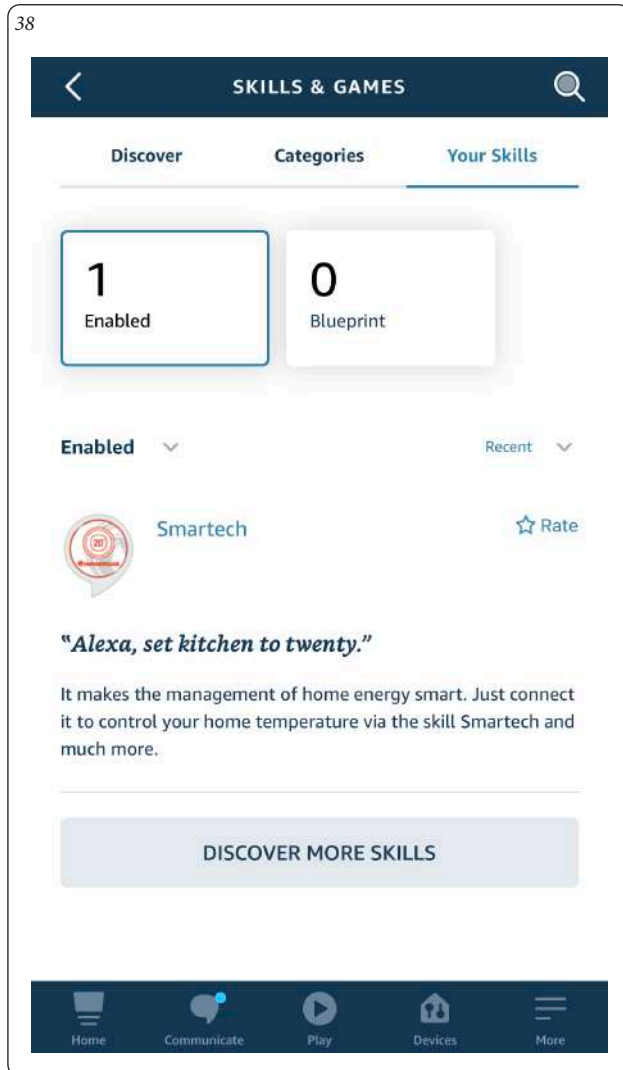 38
SKILLS & GAMES
Discover Categories Your Skills
1 0
Enabled Blueprint
Enabled Recent
Smartech Rate
20
"Alexa, set kitchen to twenty."
It makes the management of home energy smart. Just connect
it to control your home temperature via the skill Smartech and
much more.
DISCOVER MORE SKILLS
Home Communicate Play Devices More